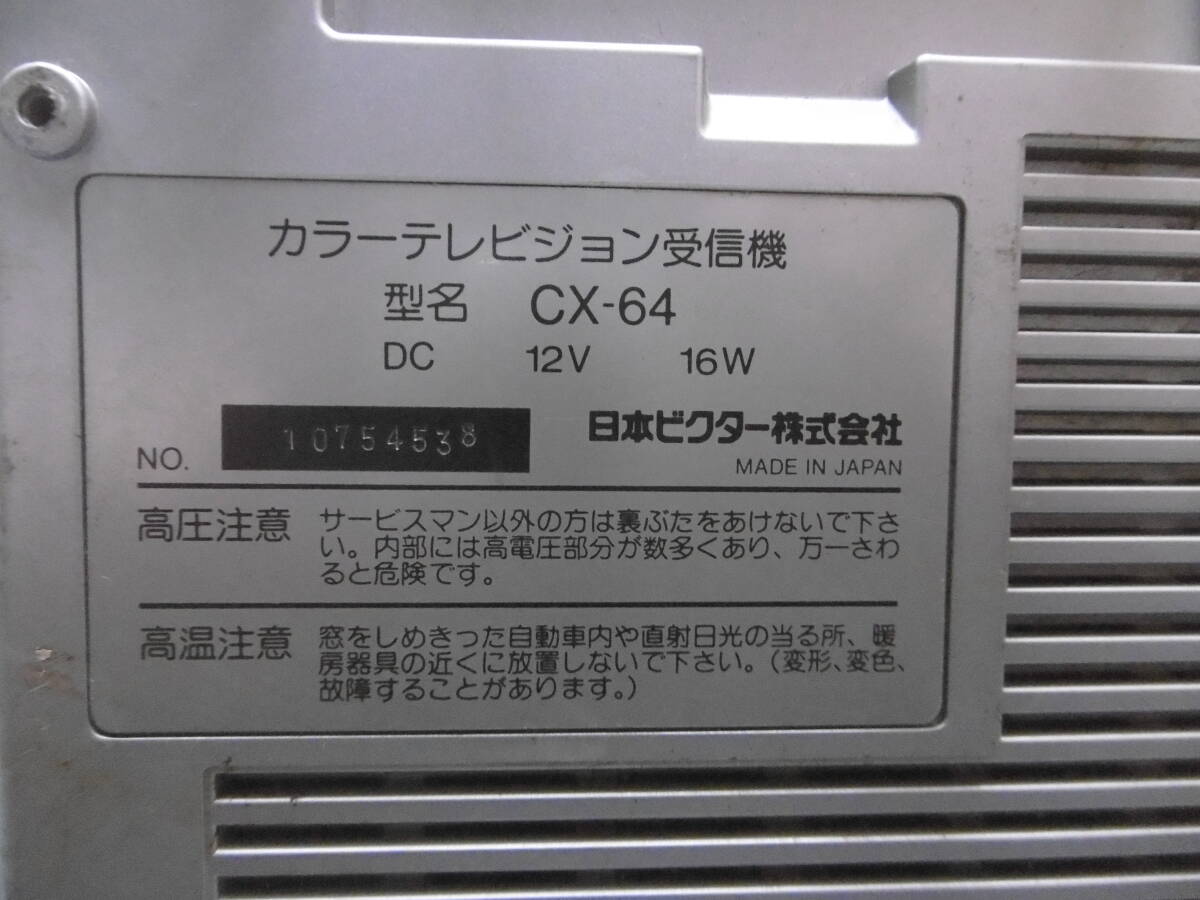 カラーテレビジョン受信機
型名 CX-64
DC 12V 16W
NO. 10754538 日本ビクター株式会社
MADE IN JAPAN
高圧注意 サービスマン以外の方は裏ぶたをあけないで下さ
い。内部には高電圧部分が数多くあり、万一さわ
ると危険です。
高温注意 窓をしめきった自動車内や直射日光の当る所、暖
房器具の近くに放置しないで下さい。(変形、変色、
故障することがあります。)